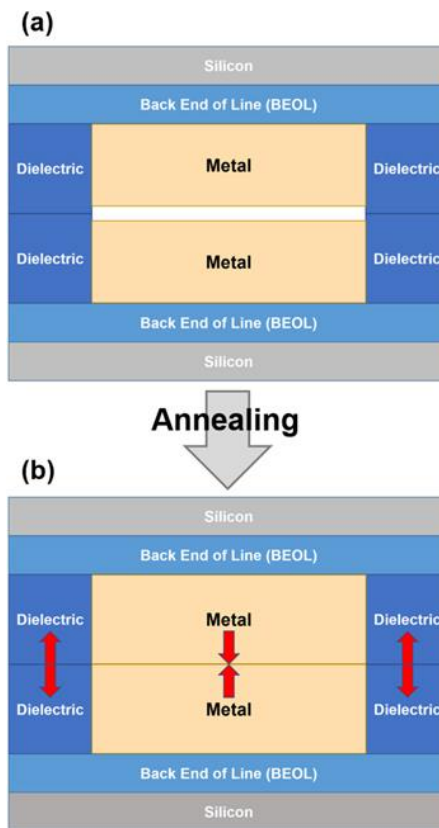 (a)
Silicon
Back End of Line (BEOL)
Dielectric Metal Dielectric
Dielectric Metal Dielectric
Back End of Line (BEOL)
Silicon
Annealing
(b)
Silicon
Back End of Line (BEOL)
Dielectric Metal Dielectric
Dielectric Metal Dielectric
Back End of Line (BEOL)
Silicon